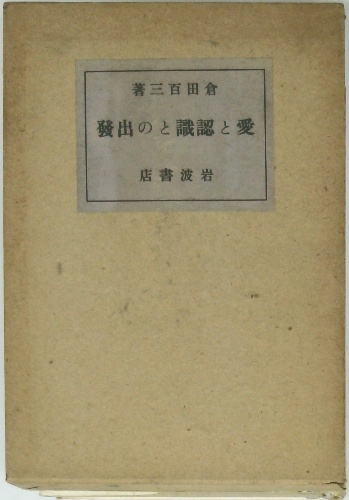 倉田百三著
愛と認識との出發
岩波書店